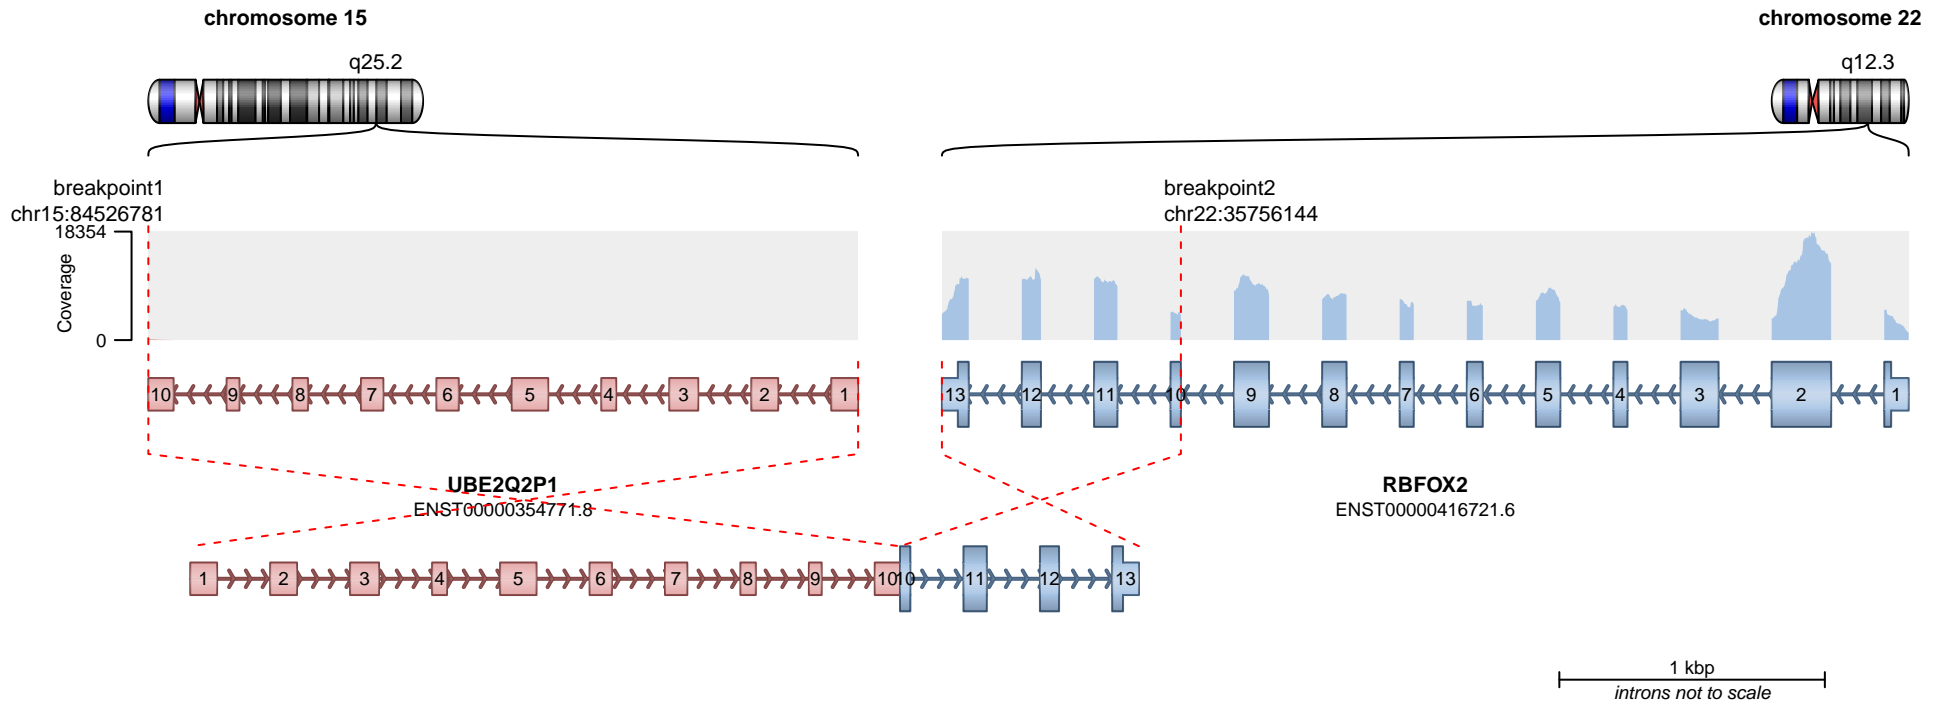 chromosome 15
chromosome 22
q25.2
q12.3
breakpoint1
chr15:84526781
breakpoint2
chr22:35756144
18354
Coverage
0
10 9 8 7 6 5 4 3 2 1
13 12 11 10 9 8 7 6 5 4 3 2 1
UBE2Q2P1
ENST00000354771.8
RBFOX2
ENST00000416721.6
1 2 3 4 5 6 7 8 9 10 10 11 12 13
1 kbp
introns not to scale